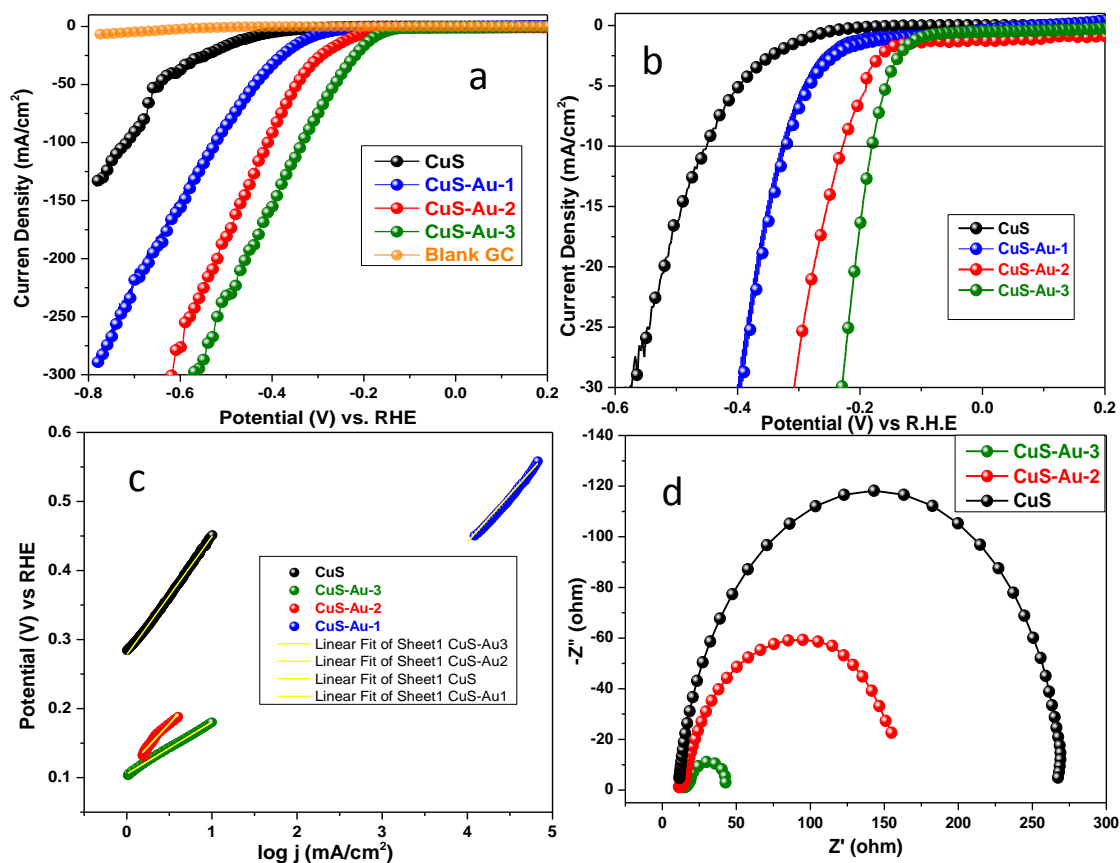 a
Curren Density (mA/cm²)
0
-50
-100
-150
-200
-250
-300
-0.8 -0.6 -0.4 -0.2 0.0 0.2
Potential (V) vs. RHE
CuS
CuS-Au-1
CuS-Au-2
CuS-Au-3
Blank GC
b
Current Density (mA/cm²)
0
-5
-10
-15
-20
-25
-30
-0.6 -0.4 -0.2 0.0 0.2
Potential (V) vs R.H.E
CuS
CuS-Au-1
CuS-Au-2
CuS-Au-3
c
Potential (V) vs RHE
0.6
0.5
0.4
0.3
0.2
0.1
0 1 2 3 4 5
log j (mA/cm²)
CuS
CuS-Au-3
CuS-Au-2
CuS-Au-1
Linear Fit of Sheet1 CuS-Au3
Linear Fit of Sheet1 CuS-Au2
Linear Fit of Sheet1 CuS
Linear Fit of Sheet1 CuS-Au1
d
-Z" (ohm)
-140
-120
-100
-80
-60
-40
-20
0
0 50 100 150 200 250 300
Z' (ohm)
CuS-Au-3
CuS-Au-2
CuS